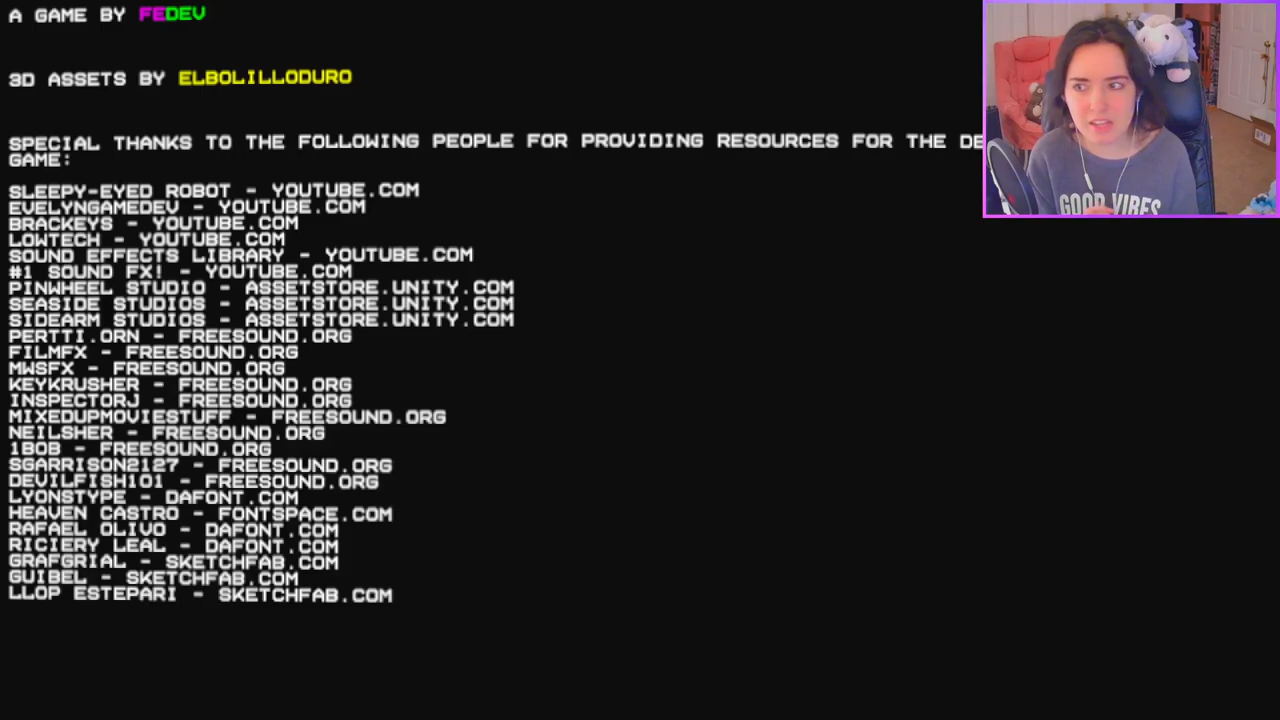 A GAME BY FEDEV
3D ASSETS BY ELBOLILLODURO
SPECIAL THANKS TO THE FOLLOWING PEOPLE FOR PROVIDING RESOURCES FOR THE
GAME:
SLEEPY-EYED ROBOT - YOUTUBE.COM
EVELYNGAMEDEV - YOUTUBE.COM
BRACKEYS - YOUTUBE.COM
LOWTECH - YOUTUBE.COM
SOUND EFFECTS LIBRARY - YOUTUBE.COM
#1 SOUND FX! - YOUTUBE.COM
PINWHEEL STUDIO - ASSETSTORE.UNITY.COM
SEASIDE STUDIOS - ASSETSTORE.UNITY.COM
SIDEARM STUDIOS - ASSETSTORE.UNITY.COM
PERTTI.ORN - FREESOUND.ORG
FILMFX - FREESOUND.ORG
MWSFX - FREESOUND.ORG
KEYKRUSHER - FREESOUND.ORG
INSPECTORJ - FREESOUND.ORG
MIXEDUPMOVIESTUFF - FREESOUND.ORG
NEILSHER - FREESOUND.ORG
1BOB - FREESOUND.ORG
SGARRISON2127 - FREESOUND.ORG
DEVILFISH101 - FREESOUND.ORG
LYONSTYPE - DAFONT.COM
HEAVEN CASTRO - FONTSPACE.COM
RAFAEL OLIVO - DAFONT.COM
RICIERY LEAL - DAFONT.COM
GRAFGRIAL - SKETCHFAB.COM
GUIBEL - SKETCHFAB.COM
LLOP ESTEPARI - SKETCHFAB.COM
GOOD VIBES